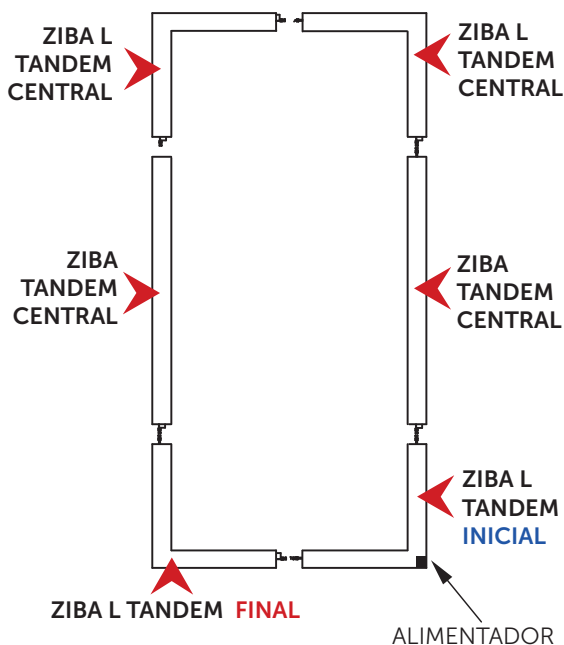 ZIBA L
TANDEM
CENTRAL
ZIBA L
TANDEM
CENTRAL
ZIBA
TANDEM
CENTRAL
ZIBA
TANDEM
CENTRAL
ZIBA L
TANDEM
INICIAL
ZIBA L TANDEM FINAL
ALIMENTADOR